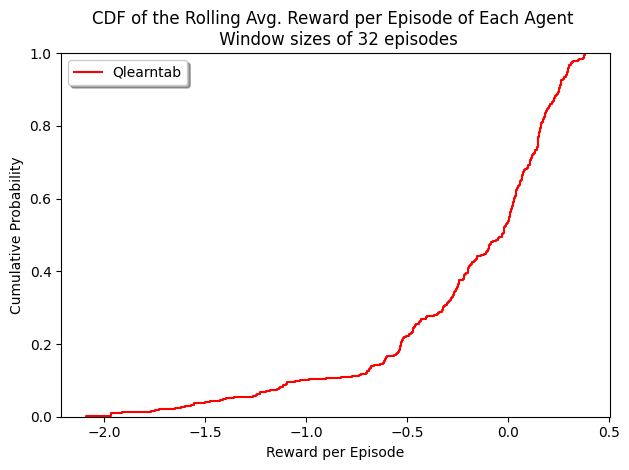 CDF of the Rolling Avg. Reward per Episode of Each Agent
Window sizes of 32 episodes
Qlearntab
Cumulative Probability
1.0
0.8
0.6
0.4
0.2
0.0
−2.0 −1.5 −1.0 −0.5 0.0 0.5
Reward per Episode